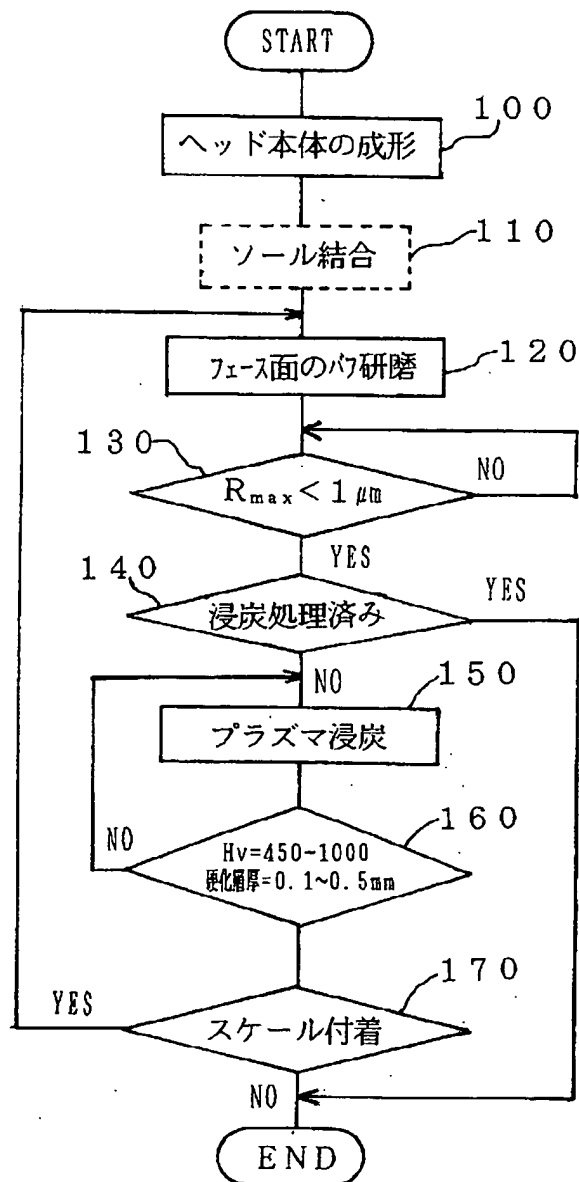 START
100
ヘッド本体の成形
110
ソール結合
120
フェース面のバフ研磨
130
Rmax<1μm
NO
YES
140
浸炭処理済み
YES
NO
150
プラズマ浸炭
160
Hv=450~1000
硬化層厚=0.1~0.5mm
NO
170
スケール付着
YES
NO
END